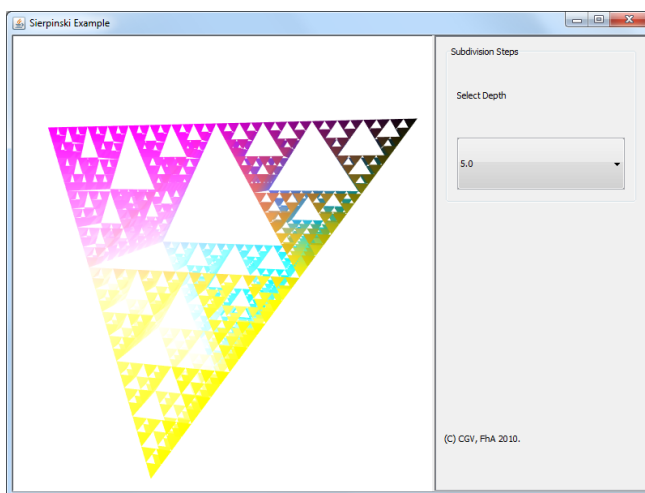 Sierpinski Example
Subdivision Steps
Select Depth
5.0
(C) CGV, FhA 2010.